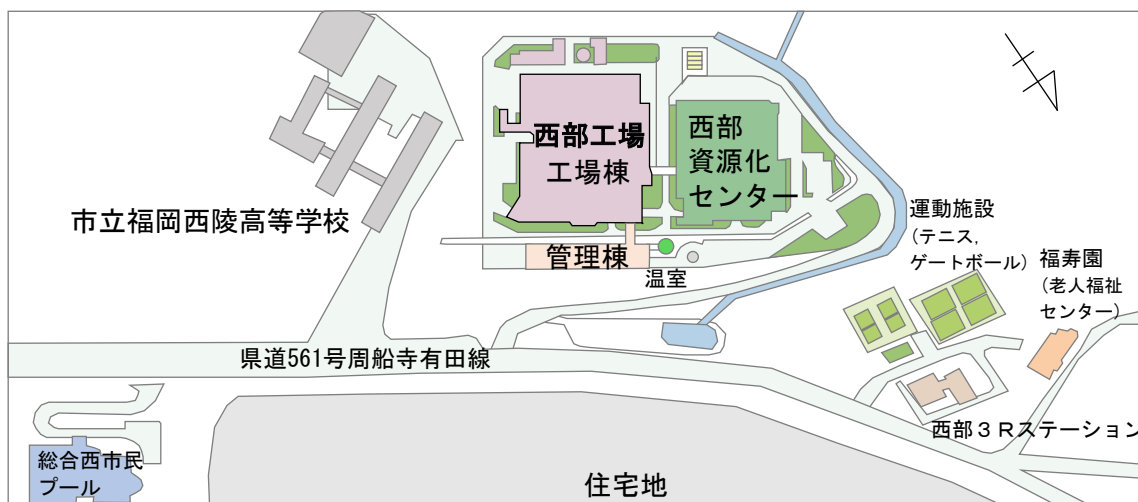 西部工場
工場棟
西部
資源化
センター
市立福岡西陵高等学校
管理棟
温室
運動施設
（テニス，
ゲートボール）
福寿園
（老人福祉
センター）
県道561号周船寺有田線
西部３Ｒステーション
総合西市民
プール
住宅地